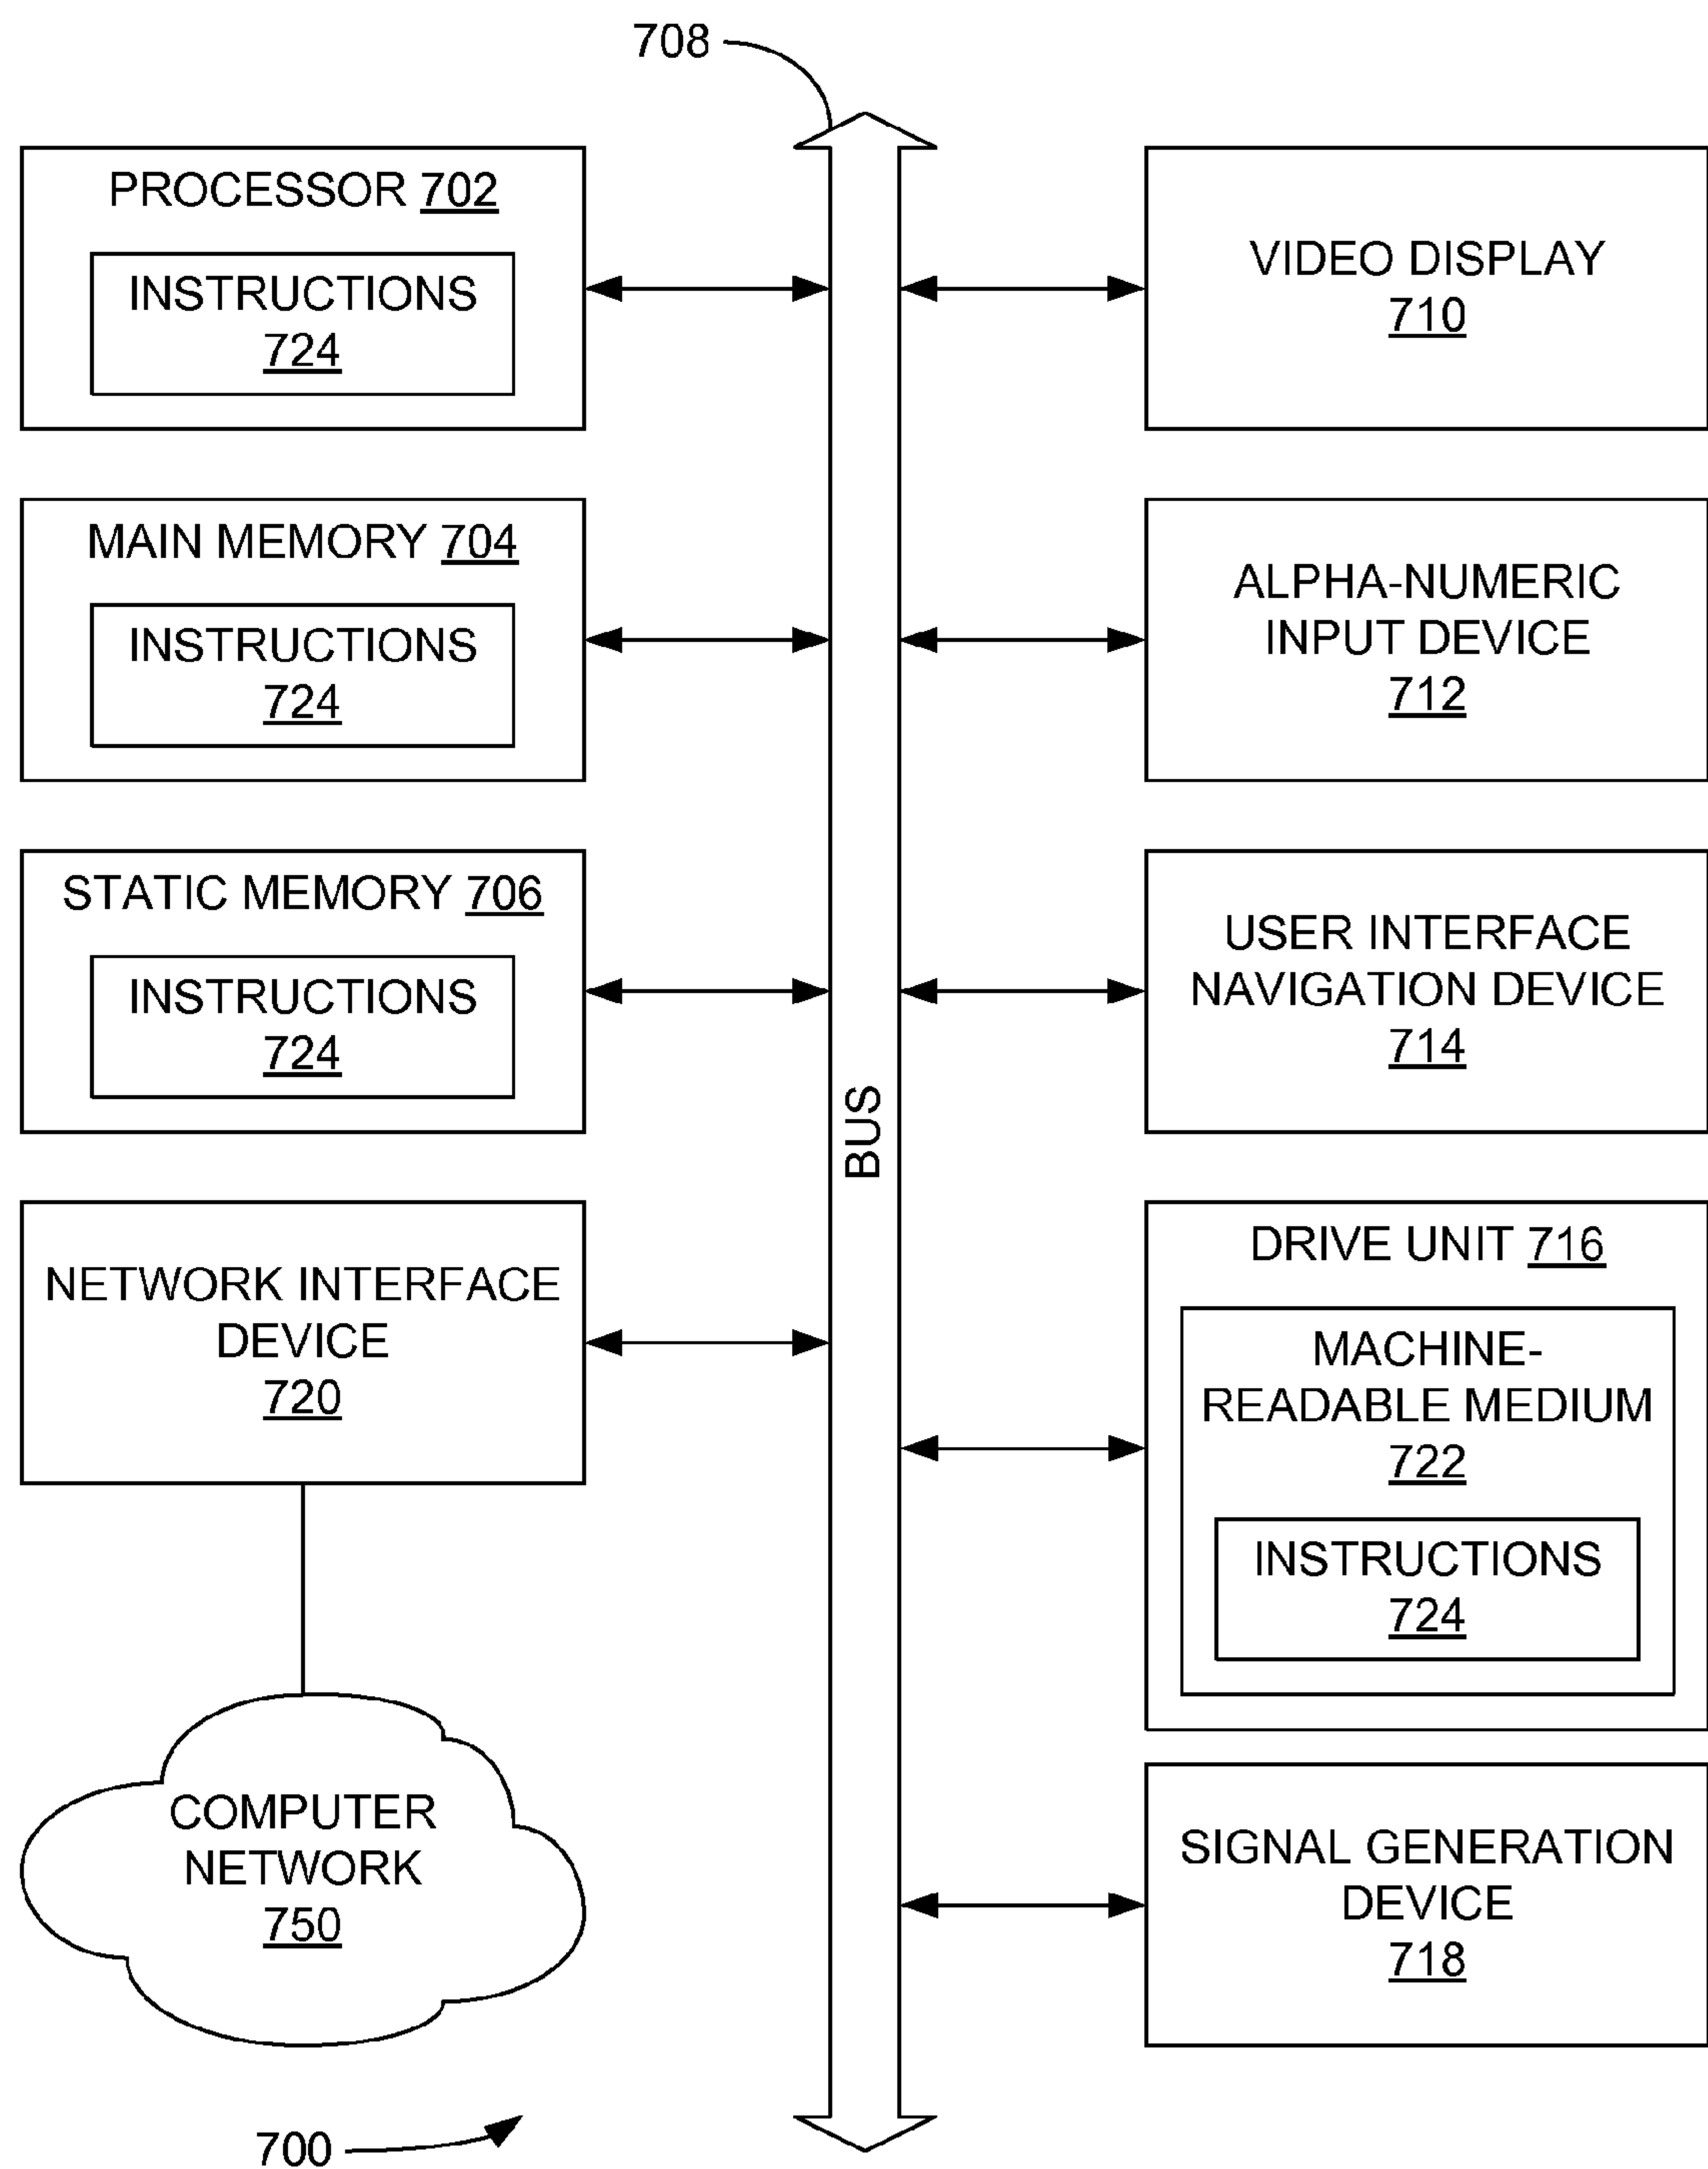 708
PROCESSOR 702
INSTRUCTIONS
724
MAIN MEMORY 704
INSTRUCTIONS
724
STATIC MEMORY 706
INSTRUCTIONS
724
NETWORK INTERFACE
DEVICE
720
COMPUTER
NETWORK
750
700
BUS
VIDEO DISPLAY
710
ALPHA-NUMERIC
INPUT DEVICE
712
USER INTERFACE
NAVIGATION DEVICE
714
DRIVE UNIT 716
MACHINE-
READABLE MEDIUM
722
INSTRUCTIONS
724
SIGNAL GENERATION
DEVICE
718